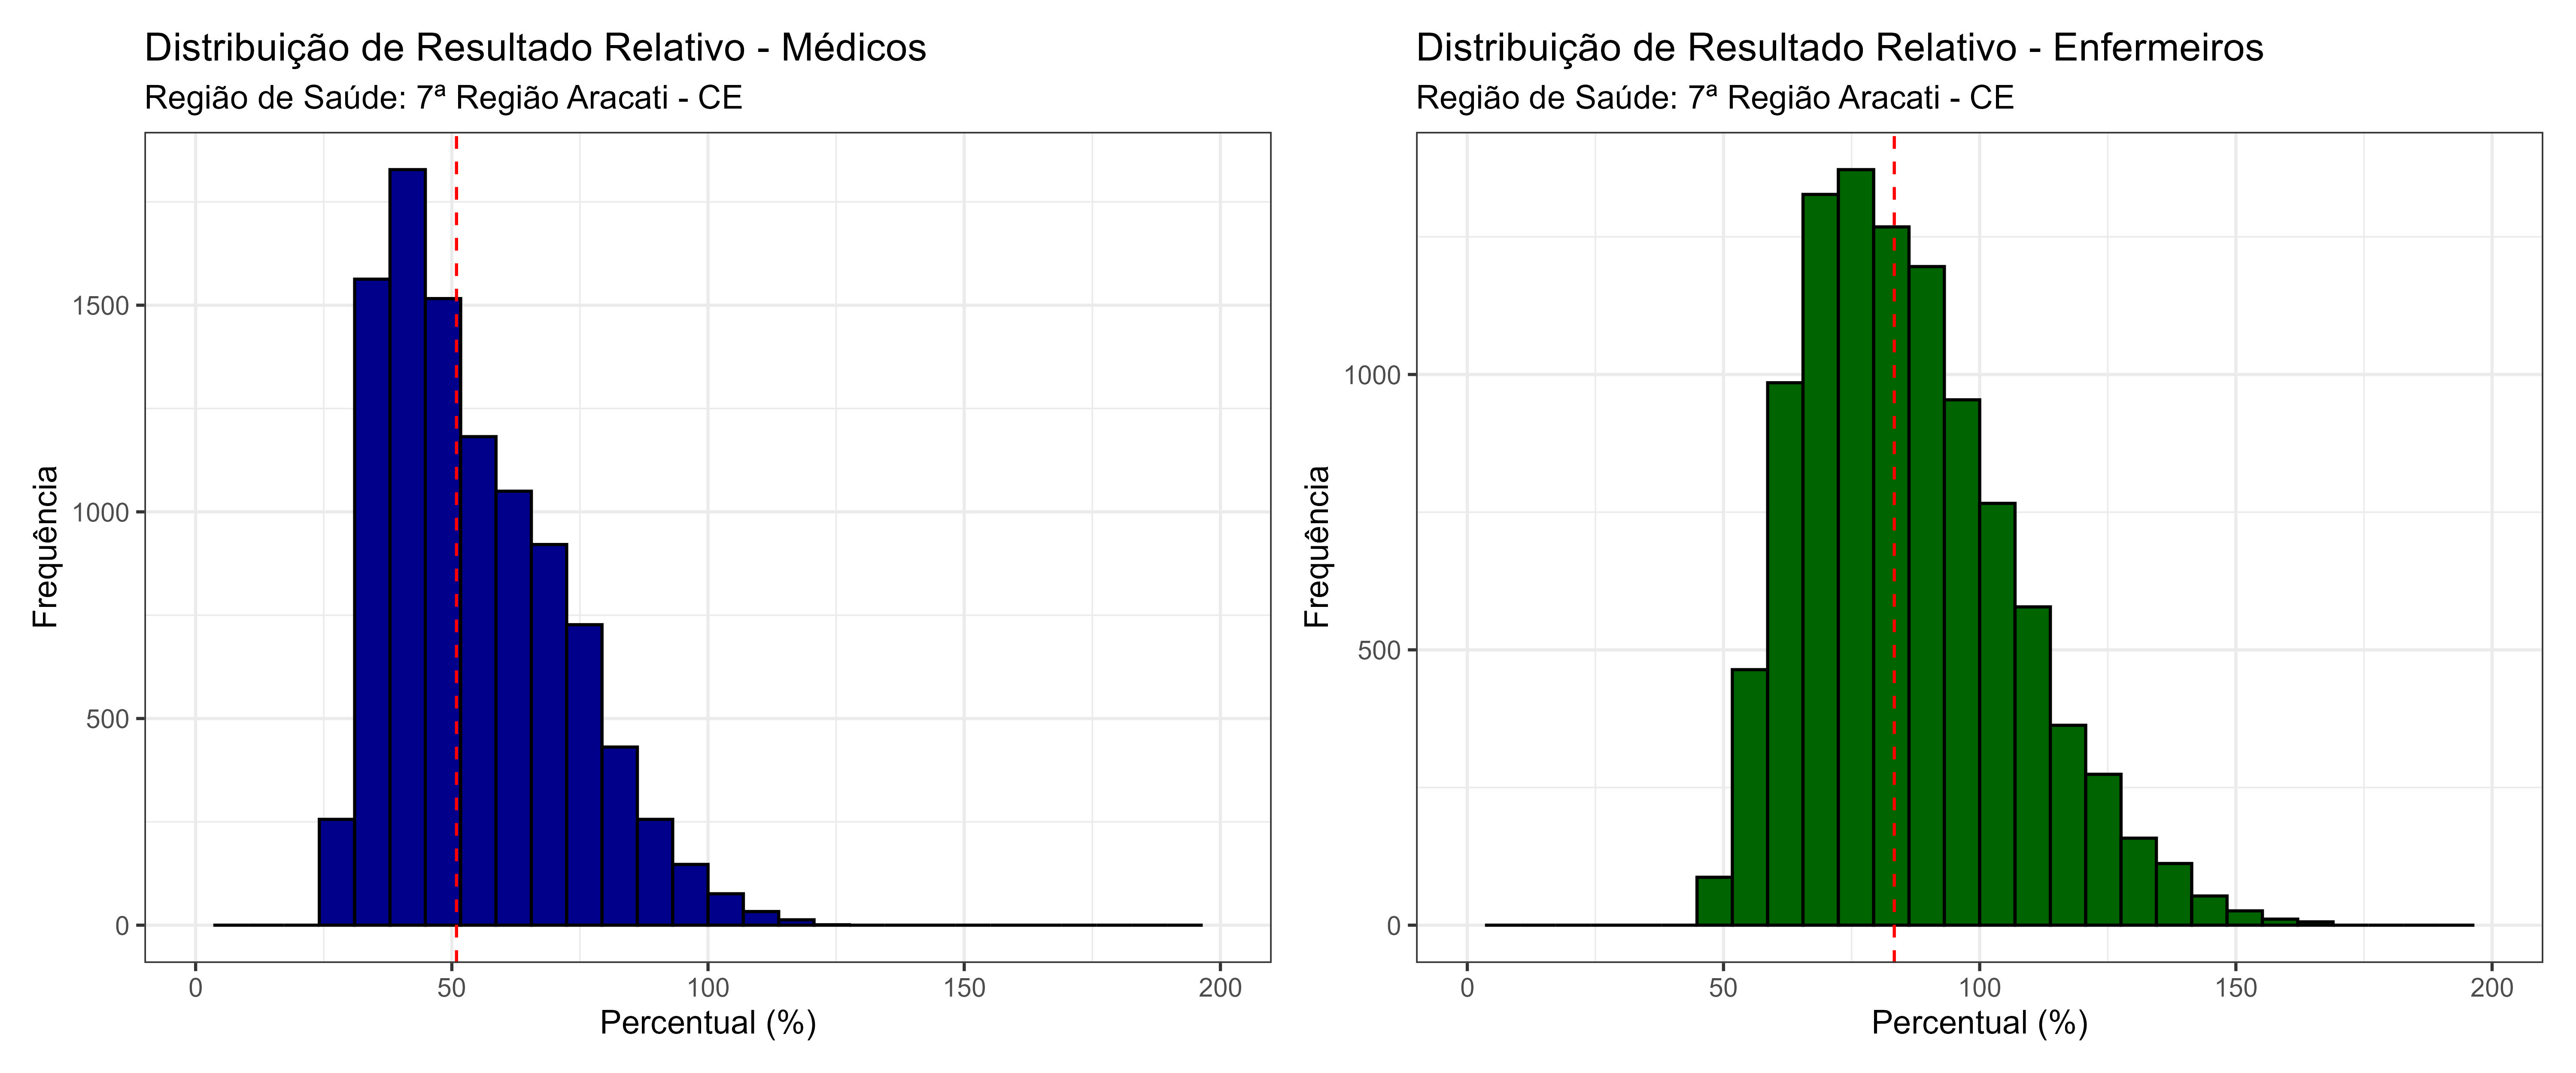 Distribuição de Resultado Relativo - Médicos
Região de Saúde: 7ª Região Aracati - CE
Frequência
1500
1000
500
0
0 50 100 150 200
Percentual (%)
Distribuição de Resultado Relativo - Enfermeiros
Região de Saúde: 7ª Região Aracati - CE
Frequência
1000
500
0
0 50 100 150 200
Percentual (%)